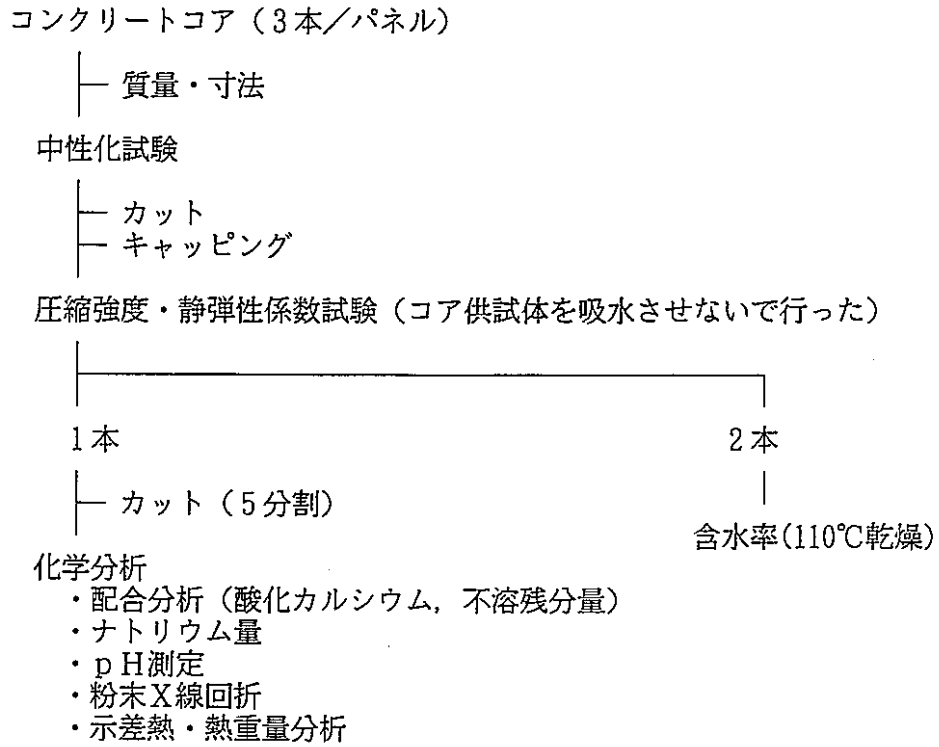 コンクリートコア（3本／パネル）
質量・寸法
中性化試験
カット
キャッピング
圧縮強度・静弾性係数試験（コア供試体を吸水させないで行った）
1本
2本
カット（5分割）
含水率(110℃乾燥)
化学分析
・配合分析（酸化カルシウム，不溶残分量）
・ナトリウム量
・ｐH測定
・粉末X線回折
・示差熱・熱重量分析